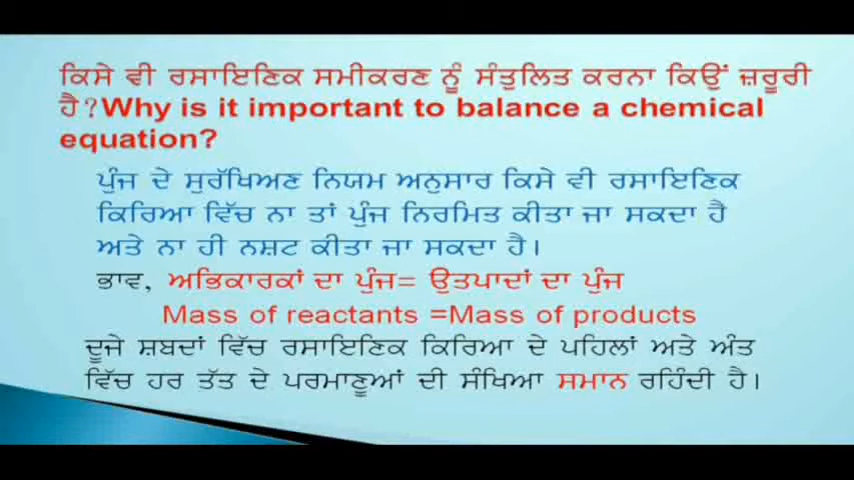 ਕਿਸੇ ਵੀ ਰਸਾਇਣਿਕ ਸਮੀਕਰਣ ਨੂੰ ਸੰਤੁਲਿਤ ਕਰਨਾ ਕਿਉਂ ਜ਼ਰੂਰੀ
ਹੈ?Why is it important to balance a chemical
equation?
ਪੁੰਜ ਦੇ ਸੁਰੱਖਿਅਣ ਨਿਯਮ ਅਨੁਸਾਰ ਕਿਸੇ ਵੀ ਰਸਾਇਣਿਕ
ਕਿਰਿਆ ਵਿੱਚ ਨਾ ਤਾਂ ਪੁੰਜ ਨਿਰਮਿਤ ਕੀਤਾ ਜਾ ਸਕਦਾ ਹੈ
ਅਤੇ ਨਾ ਹੀ ਨਸ਼ਟ ਕੀਤਾ ਜਾ ਸਕਦਾ ਹੈ।
ਭਾਵ, ਅਭਿਕਾਰਕਾਂ ਦਾ ਪੁੰਜ= ਉਤਪਾਦਾਂ ਦਾ ਪੁੰਜ
Mass of reactants =Mass of products
ਦੂਜੇ ਸ਼ਬਦਾਂ ਵਿੱਚ ਰਸਾਇਣਿਕ ਕਿਰਿਆ ਦੇ ਪਹਿਲਾਂ ਅਤੇ ਅੰਤ
ਵਿੱਚ ਹਰ ਤੱਤ ਦੇ ਪਰਮਾਣੂਆਂ ਦੀ ਸੰਖਿਆ ਸਮਾਨ ਰਹਿੰਦੀ ਹੈ।